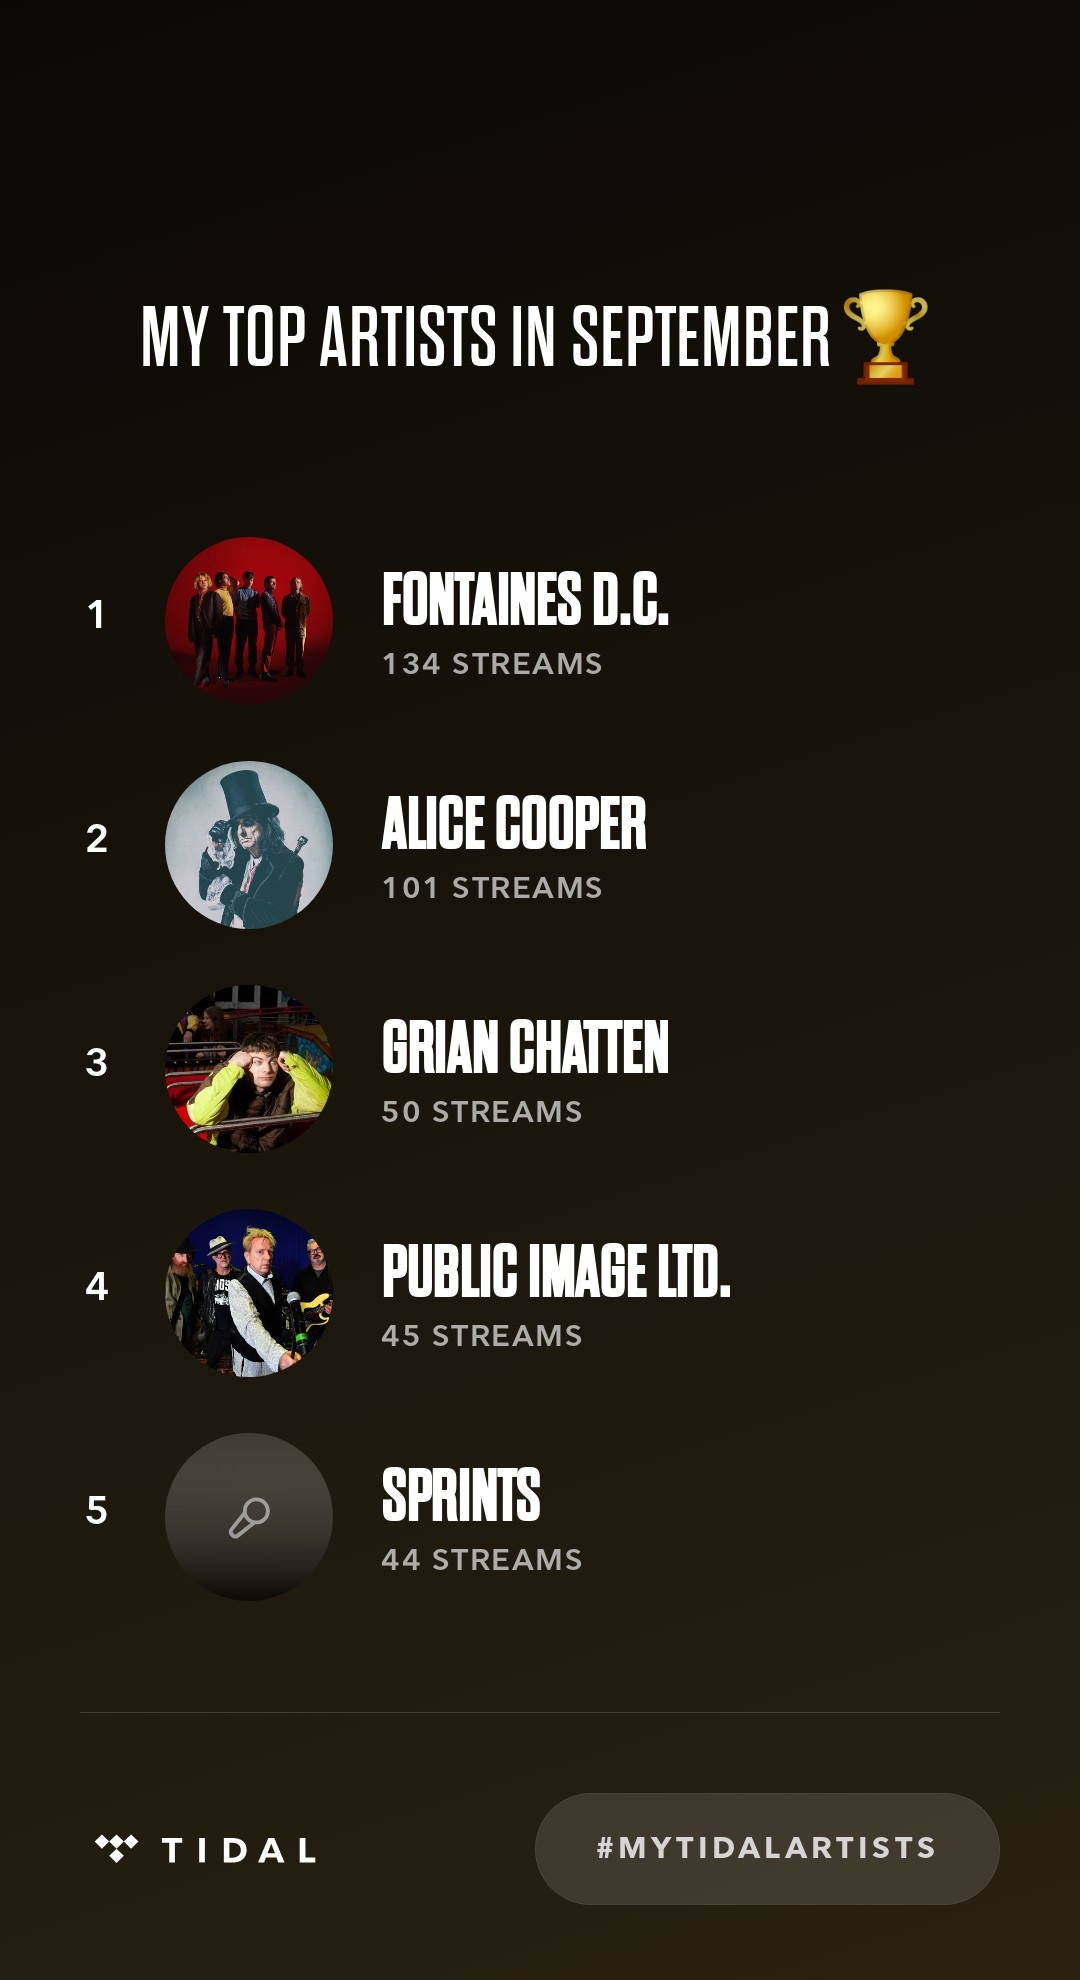 MY TOP ARTISTS IN SEPTEMBER 🏆
1
FONTAINES D.C.
134 STREAMS
2
ALICE COOPER
101 STREAMS
3
GRIAN CHATTEN
50 STREAMS
4
PUBLIC IMAGE LTD.
45 STREAMS
5
SPRINTS
44 STREAMS
TIDAL
#MYTIDALARTISTS